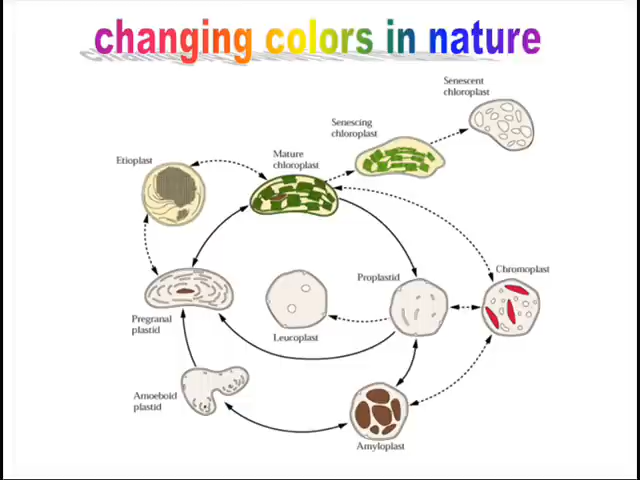 changing colors in nature
Senescent
chloroplast
Senescing
chloroplast
Mature
chloroplast
Etioplast
Proplastid
Chromoplast
Pregranal
plastid
Leucoplast
Amoeboid
plastid
Amyloplast